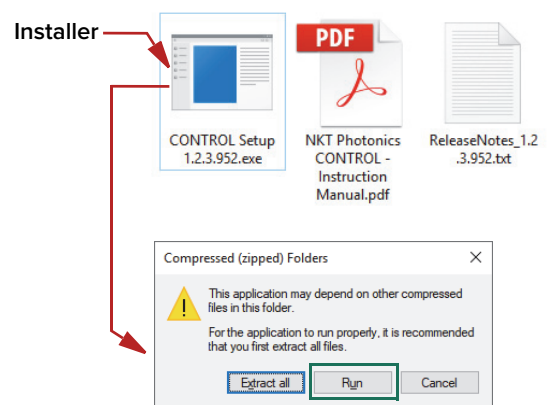 Installer
PDF
CONTROL Setup
1.2.3.952.exe
NKT Photonics
CONTROL -
Instruction
Manual.pdf
ReleaseNotes_1.2
.3.952.txt
Compressed (zipped) Folders
This application may depend on other compressed
files in this folder.
For the application to run properly, it is recommended
that you first extract all files.
Extract all
Run
Cancel